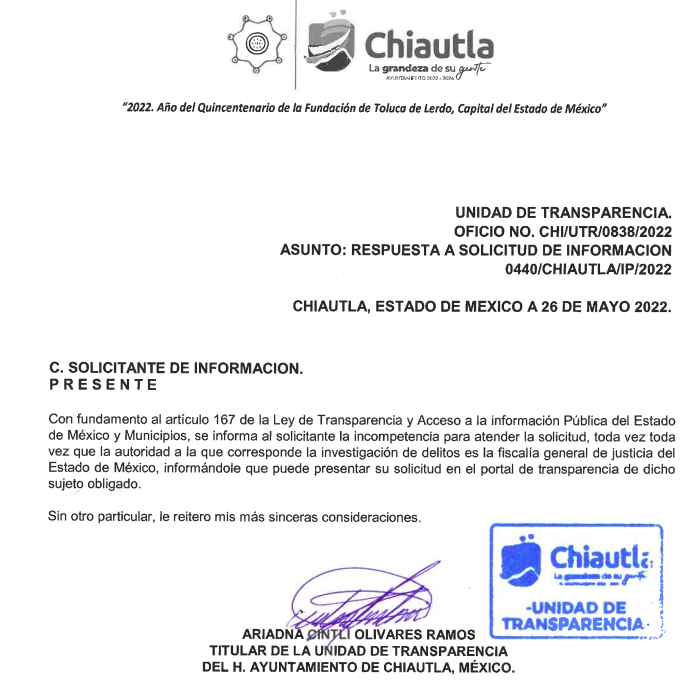 Chiautla
La grandeza de su gente
AYUNTAMIENTO 2022 - 2024
"2022. Año del Quincentenario de la Fundación de Toluca de Lerdo, Capital del Estado de México"
UNIDAD DE TRANSPARENCIA.
OFICIO NO. CHI/UTR/0838/2022
ASUNTO: RESPUESTA A SOLICITUD DE INFORMACION
0440/CHIAUTLA/IP/2022
CHIAUTLA, ESTADO DE MEXICO A 26 DE MAYO 2022.
C. SOLICITANTE DE INFORMACION.
P R E S E N T E
Con fundamento al artículo 167 de la Ley de Transparencia y Acceso a la información Pública del Estado
de México y Municipios, se informa al solicitante la incompetencia para atender la solicitud, toda vez toda
vez que la autoridad a la que corresponde la investigación de delitos es la fiscalía general de justicia del
Estado de México, informándole que puede presentar su solicitud en el portal de transparencia de dicho
sujeto obligado.
Sin otro particular, le reitero mis más sinceras consideraciones.
Chiautla
La grandeza de su gente
-UNIDAD DE
TRANSPARENCIA-
ARIADNA CINTLI OLIVARES RAMOS
TITULAR DE LA UNIDAD DE TRANSPARENCIA
DEL H. AYUNTAMIENTO DE CHIAUTLA, MÉXICO.